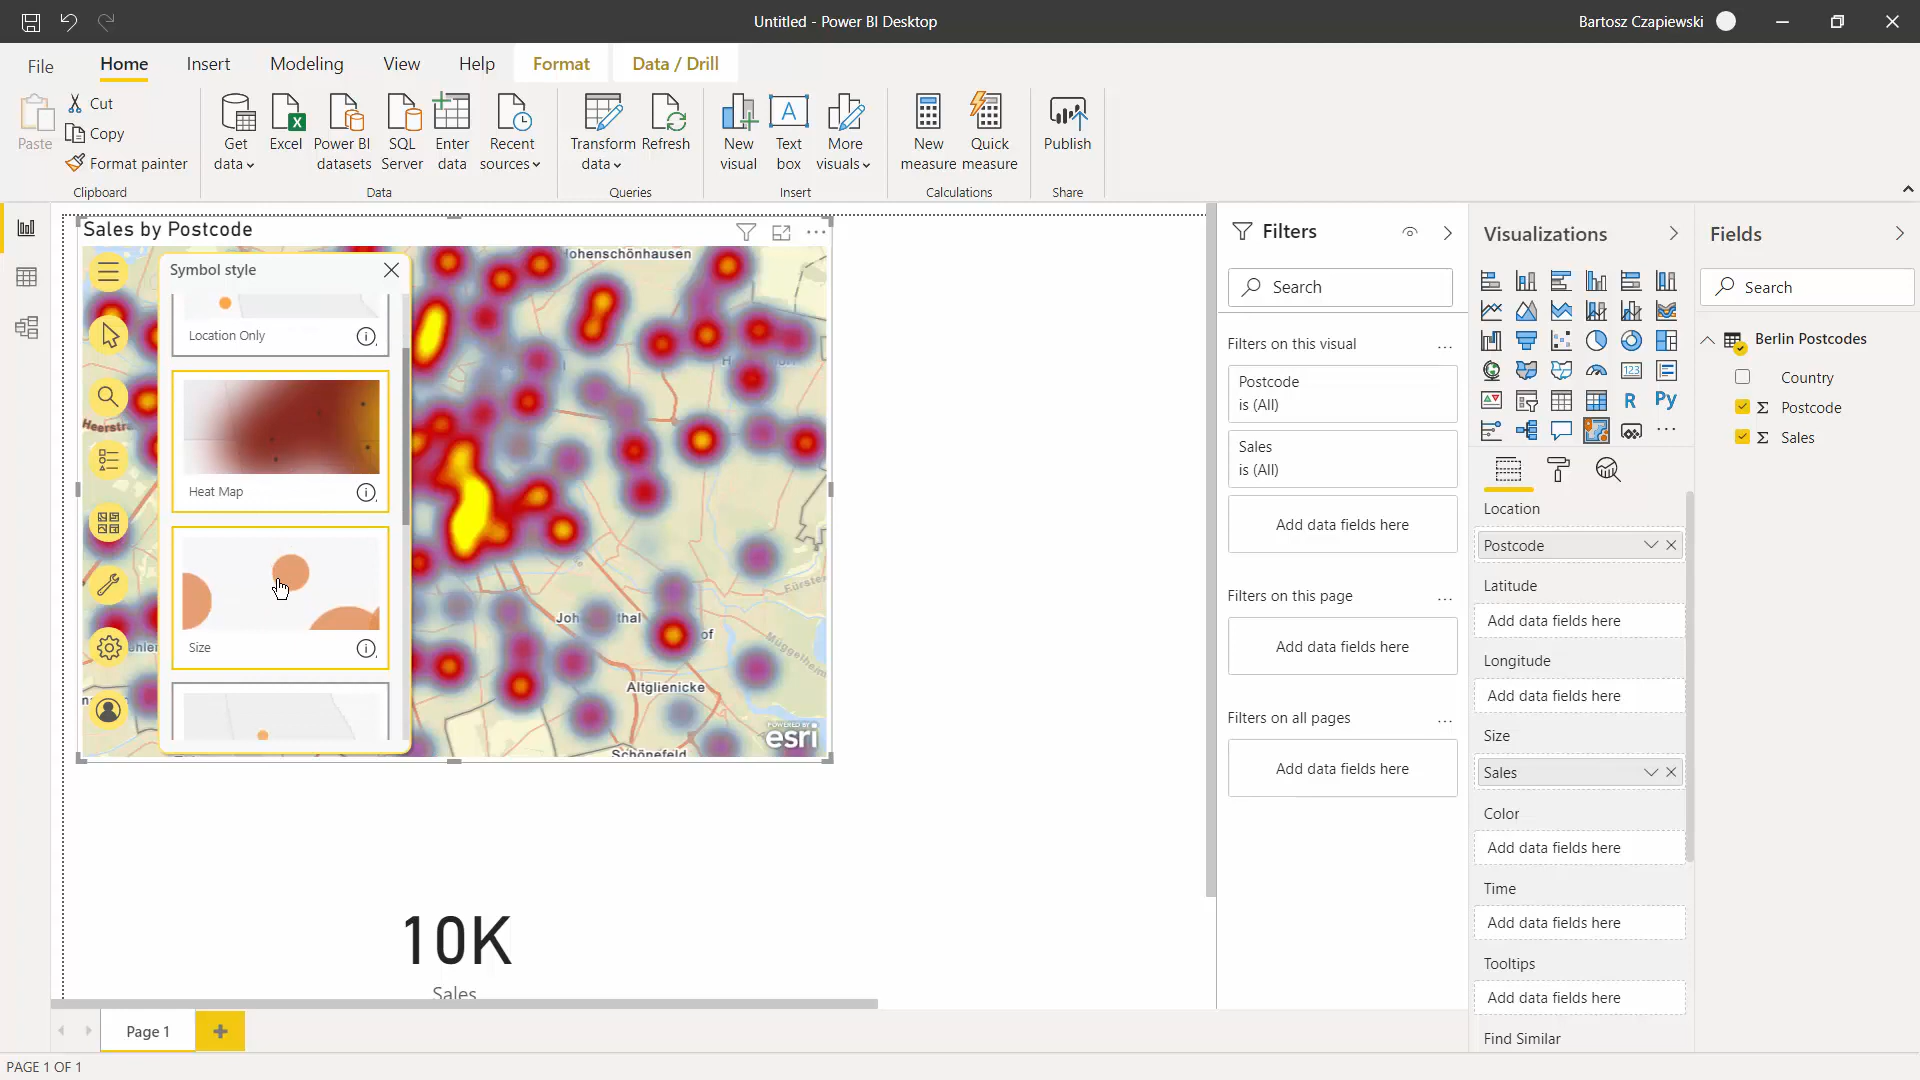 Untitled - Power BI Desktop
Bartosz Czapiewski
File
Home
Insert
Modeling
View
Help
Format
Data / Drill
Paste
Cut
Copy
Format painter
Clipboard
Get data
Excel
Power BI datasets
SQL Server
Enter data
Recent sources
Data
Transform data
Refresh
Queries
New visual
Text box
More visuals
Insert
New measure
Quick measure
Calculations
Publish
Share
Sales by Postcode
Symbol style
Location Only
Heat Map
Size
Heerstra
Johannisthal
Altglienicke
Schönefeld
Müggelheim
POWERED BY
esri
10K
Sales
Filters
Search
Filters on this visual
...
Postcode
is (All)
Sales
is (All)
Add data fields here
Filters on this page
...
Add data fields here
Filters on all pages
...
Add data fields here
Visualizations
123
R
Py
Location
Postcode
Latitude
Add data fields here
Longitude
Add data fields here
Size
Sales
Color
Add data fields here
Time
Add data fields here
Tooltips
Add data fields here
Find Similar
Fields
Search
Berlin Postcodes
Country
Σ Postcode
Σ Sales
Page 1
PAGE 1 OF 1